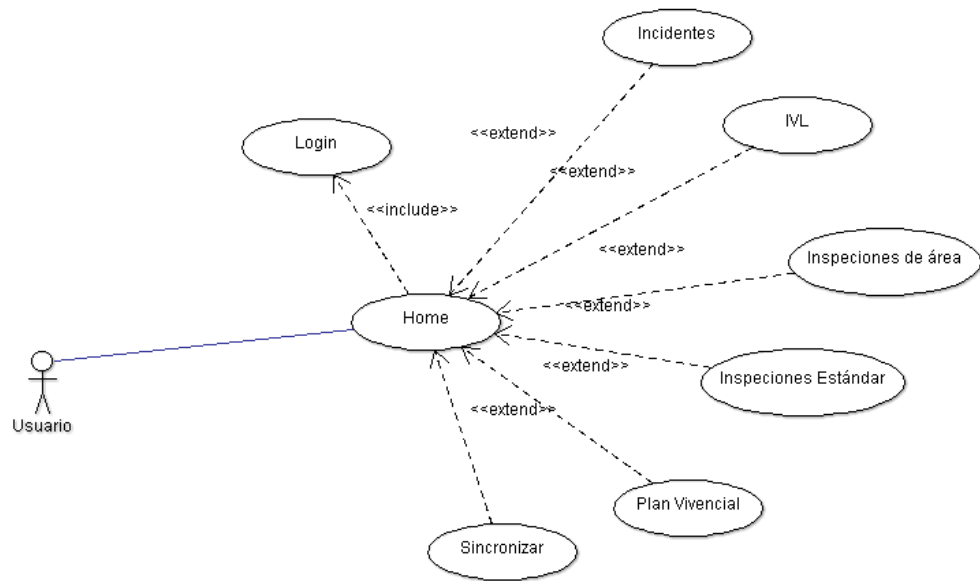 Incidentes
IVL
<<extend>>
Login
<<extend>>
<<include>>
<<extend>>
Inspeciones de área
<<extend>>
Home
<<extend>>
Inspeciones Estándar
<<extend>>
Usuario
Plan Vivencial
Sincronizar